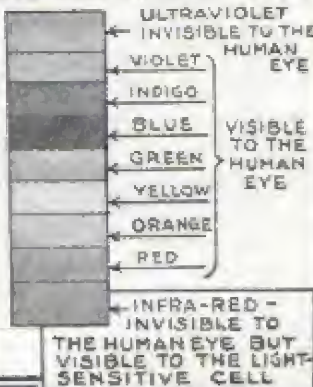 ULTRAVIOLET
INVISIBLE TO THE
HUMAN
EYE
VIOLET
INDIGO
BLUE
GREEN
YELLOW
ORANGE
RED
VISIBLE
TO THE
HUMAN
EYE
INFRA-RED -
INVISIBLE TO
THE HUMAN EYE BUT
VISIBLE TO THE LIGHT-
SENSITIVE CELL